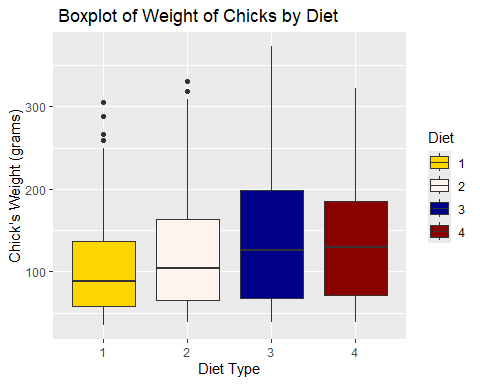 Boxplot of Weight of Chicks by Diet
Chick's Weight (grams)
300
200
100
1 2 3 4
Diet Type
Diet
1
2
3
4